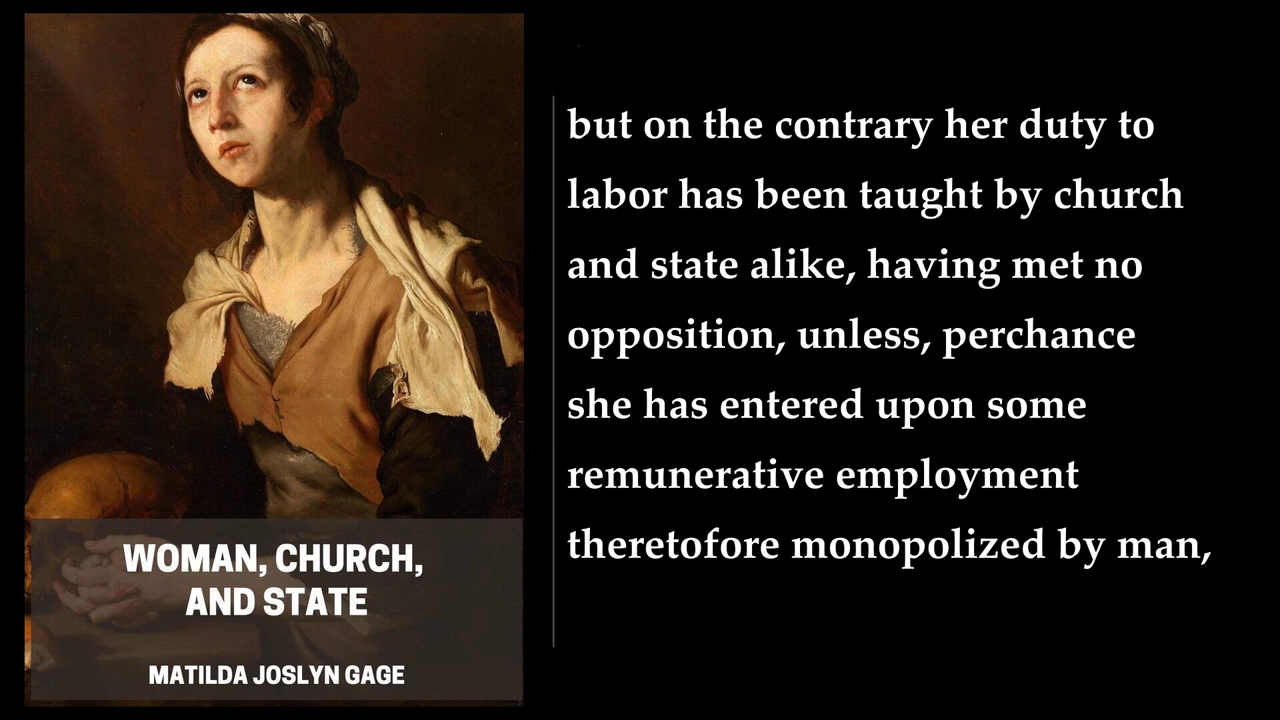 WOMAN, CHURCH,
AND STATE
MATILDA JOSLYN GAGE
but on the contrary her duty to
labor has been taught by church
and state alike, having met no
opposition, unless, perchance
she has entered upon some
remunerative employment
theretofore monopolized by man,